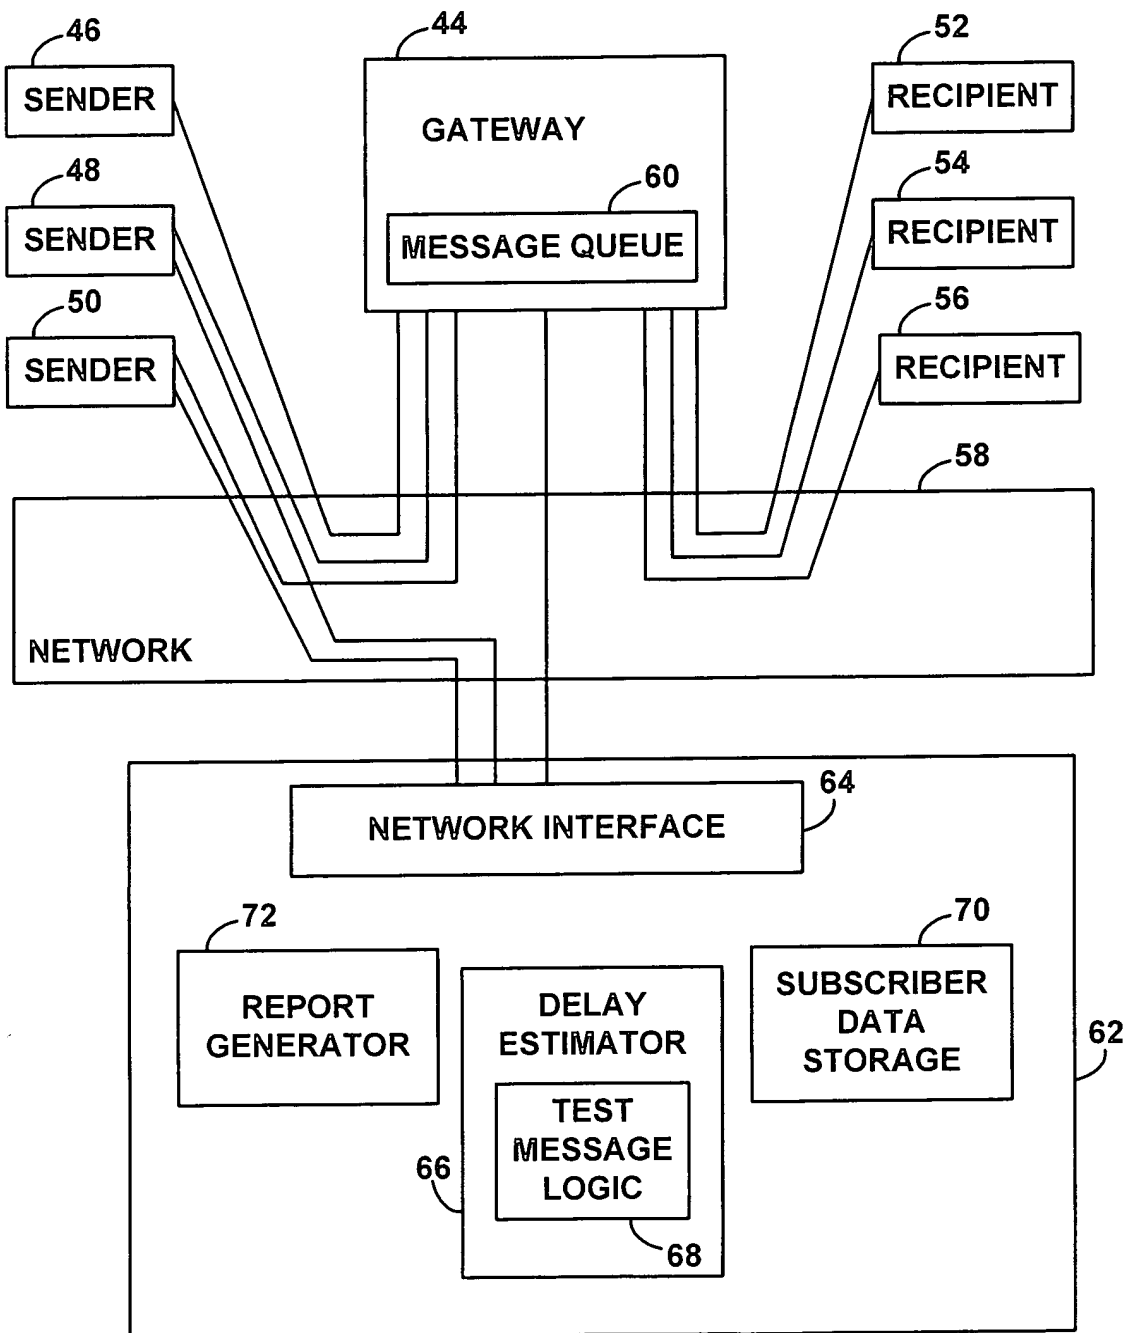 46
SENDER
44
GATEWAY
52
RECIPIENT
48
SENDER
60
MESSAGE QUEUE
54
RECIPIENT
50
SENDER
56
RECIPIENT
58
NETWORK
64
NETWORK INTERFACE
72
REPORT
GENERATOR
66
DELAY
ESTIMATOR
TEST
MESSAGE
LOGIC
68
70
SUBSCRIBER
DATA
STORAGE
62